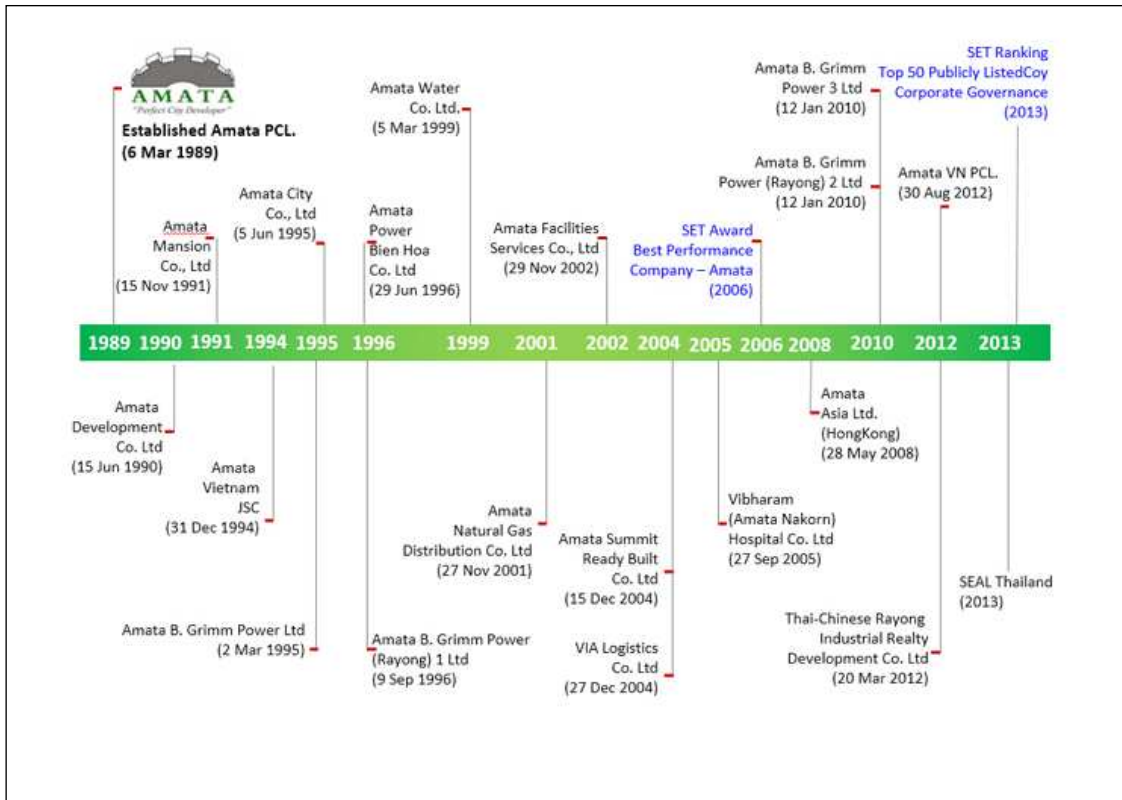 AMATA
"Perfect City Developer"
Established Amata PCL.
(6 Mar 1989)
Amata
Mansion
Co., Ltd
(15 Nov 1991)
Amata City
Co., Ltd
(5 Jun 1995)
Amata
Power
Bien Hoa
Co. Ltd
(29 Jun 1996)
Amata Water
Co. Ltd.
(5 Mar 1999)
Amata Facilities
Services Co., Ltd
(29 Nov 2002)
SET Award
Best Performance
Company – Amata
(2006)
Amata B. Grimm
Power 3 Ltd
(12 Jan 2010)
Amata B. Grimm
Power (Rayong) 2 Ltd
(12 Jan 2010)
Amata VN PCL.
(30 Aug 2012)
SET Ranking
Top 50 Publicly ListedCoy
Corporate Governance
(2013)
1989 1990 1991 1994 1995 1996 1999 2001 2002 2004 2005 2006 2008 2010 2012 2013
Amata
Development
Co. Ltd
(15 Jun 1990)
Amata
Vietnam
JSC
(31 Dec 1994)
Amata B. Grimm Power Ltd
(2 Mar 1995)
Amata B. Grimm Power
(Rayong) 1 Ltd
(9 Sep 1996)
Amata
Natural Gas
Distribution Co. Ltd
(27 Nov 2001)
Amata Summit
Ready Built
Co. Ltd
(15 Dec 2004)
VIA Logistics
Co. Ltd
(27 Dec 2004)
Vibharam
(Amata Nakorn)
Hospital Co. Ltd
(27 Sep 2005)
Amata
Asia Ltd.
(HongKong)
(28 May 2008)
Thai-Chinese Rayong
Industrial Realty
Development Co. Ltd
(20 Mar 2012)
SEAL Thailand
(2013)